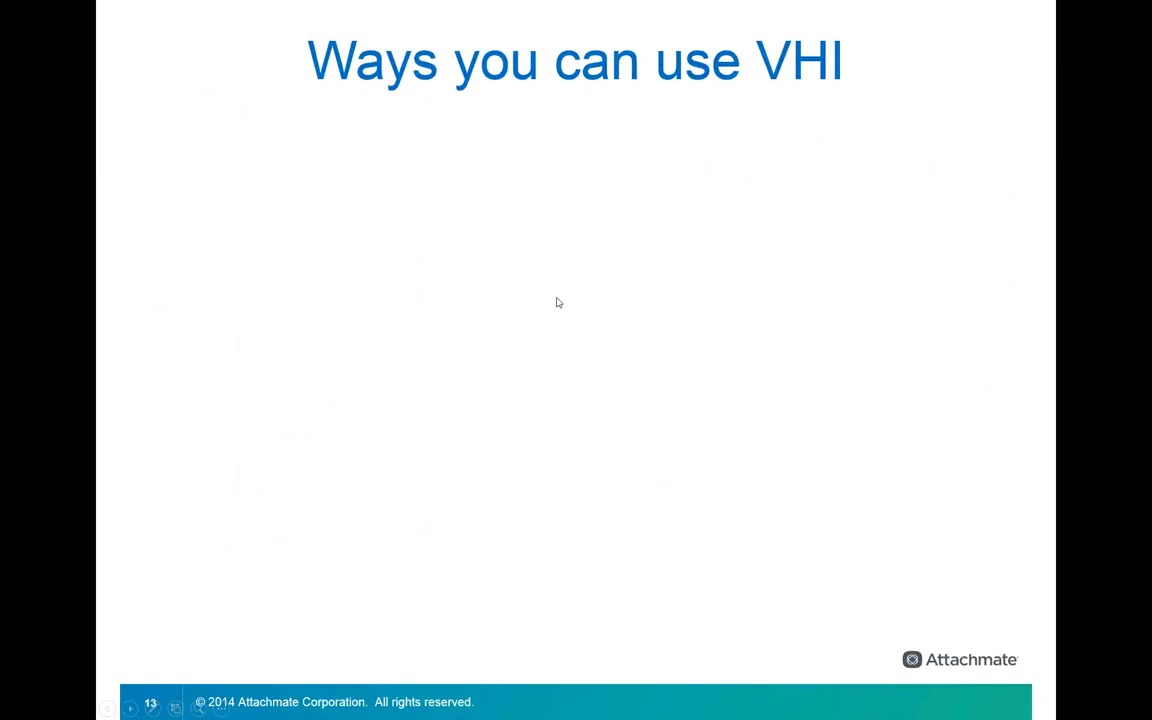 Ways you can use VHI
Attachmate
13
© 2014 Attachmate Corporation. All rights reserved.